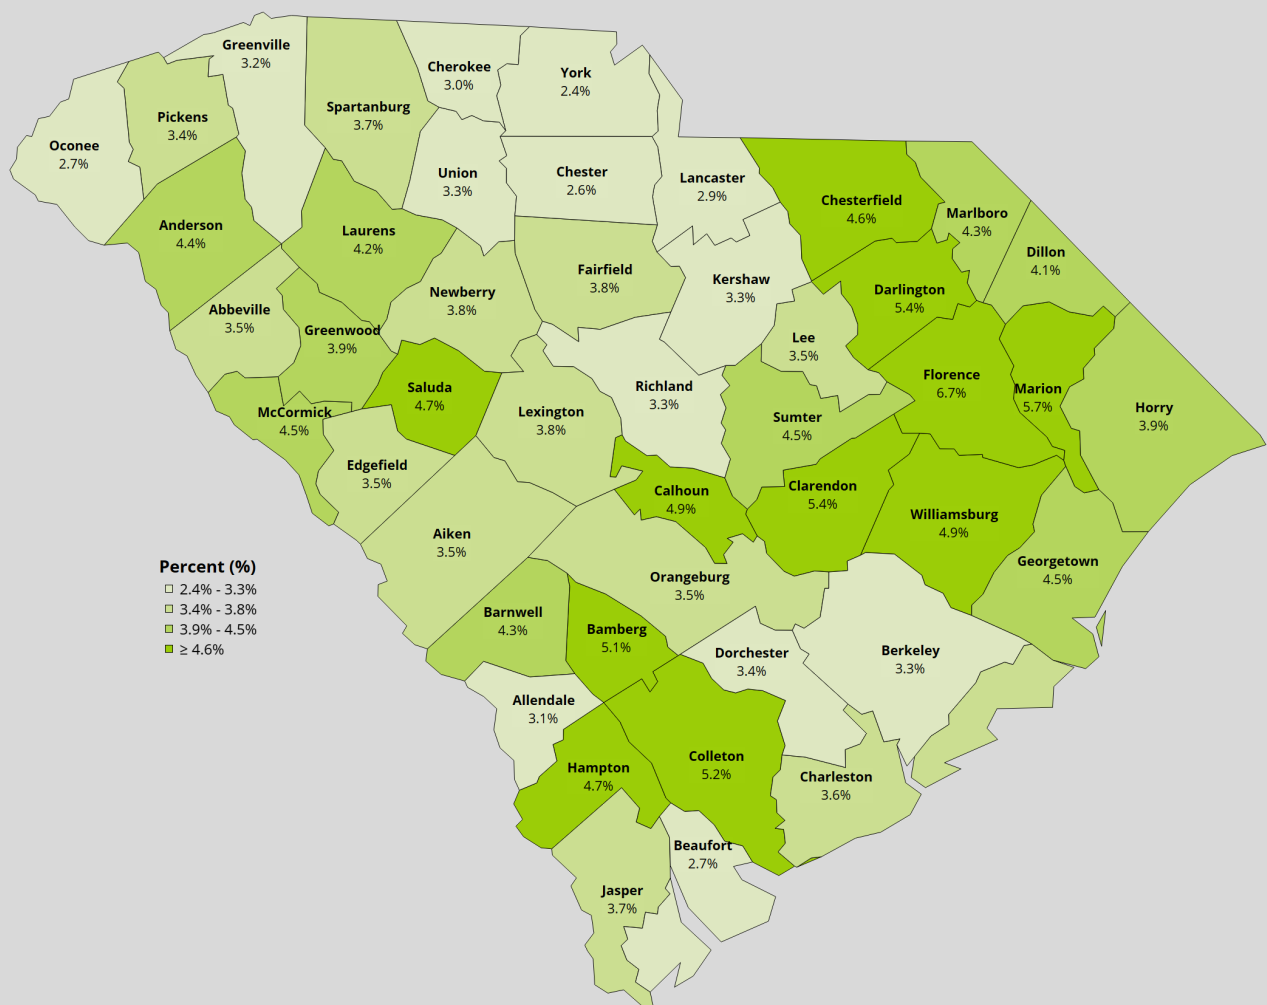 Greenville
3.2%
Cherokee
3.0%
York
2.4%
Spartanburg
3.7%
Pickens
3.4%
Oconee
2.7%
Union
3.3%
Chester
2.6%
Lancaster
2.9%
Chesterfield
4.6%
Marlboro
4.3%
Anderson
4.4%
Laurens
4.2%
Dillon
4.1%
Fairfield
3.8%
Kershaw
3.3%
Darlington
5.4%
Newberry
3.8%
Abbeville
3.5%
Greenwood
3.9%
Lee
3.5%
Saluda
4.7%
Richland
3.3%
Florence
6.7%
Marion
5.7%
McCormick
4.5%
Lexington
3.8%
Sumter
4.5%
Horry
3.9%
Edgefield
3.5%
Calhoun
4.9%
Clarendon
5.4%
Williamsburg
4.9%
Aiken
3.5%
Georgetown
4.5%
Orangeburg
3.5%
Percent (%)
2.4% - 3.3%
3.4% - 3.8%
3.9% - 4.5%
≥ 4.6%
Barnwell
4.3%
Bamberg
5.1%
Dorchester
3.4%
Berkeley
3.3%
Allendale
3.1%
Colleton
5.2%
Hampton
4.7%
Charleston
3.6%
Beaufort
2.7%
Jasper
3.7%